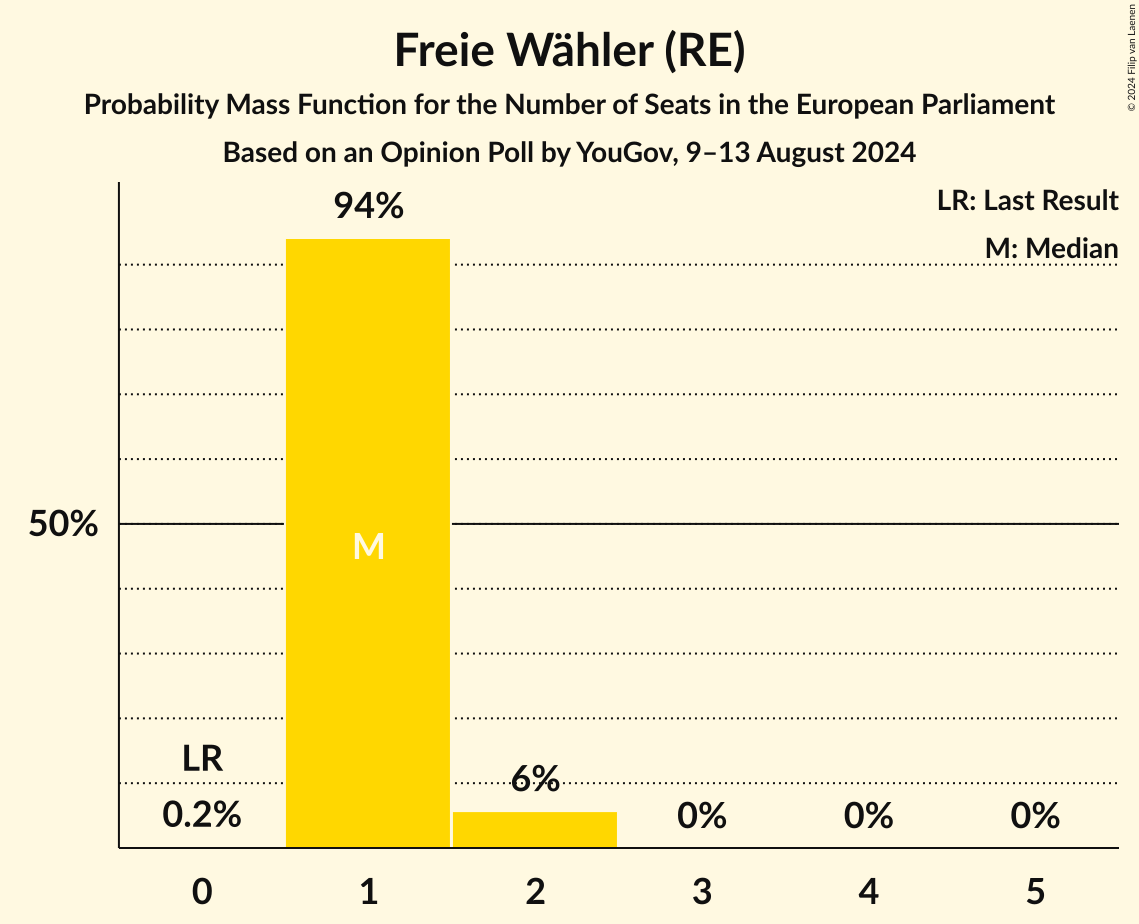 Freie Wähler (RE)
Probability Mass Function for the Number of Seats in the European Parliament
Based on an Opinion Poll by YouGov, 9–13 August 2024
© 2024 Filip van Laenen
LR: Last Result
M: Median
94%
50%
M
LR
0.2%
6%
0%
0%
0%
0
1
2
3
4
5